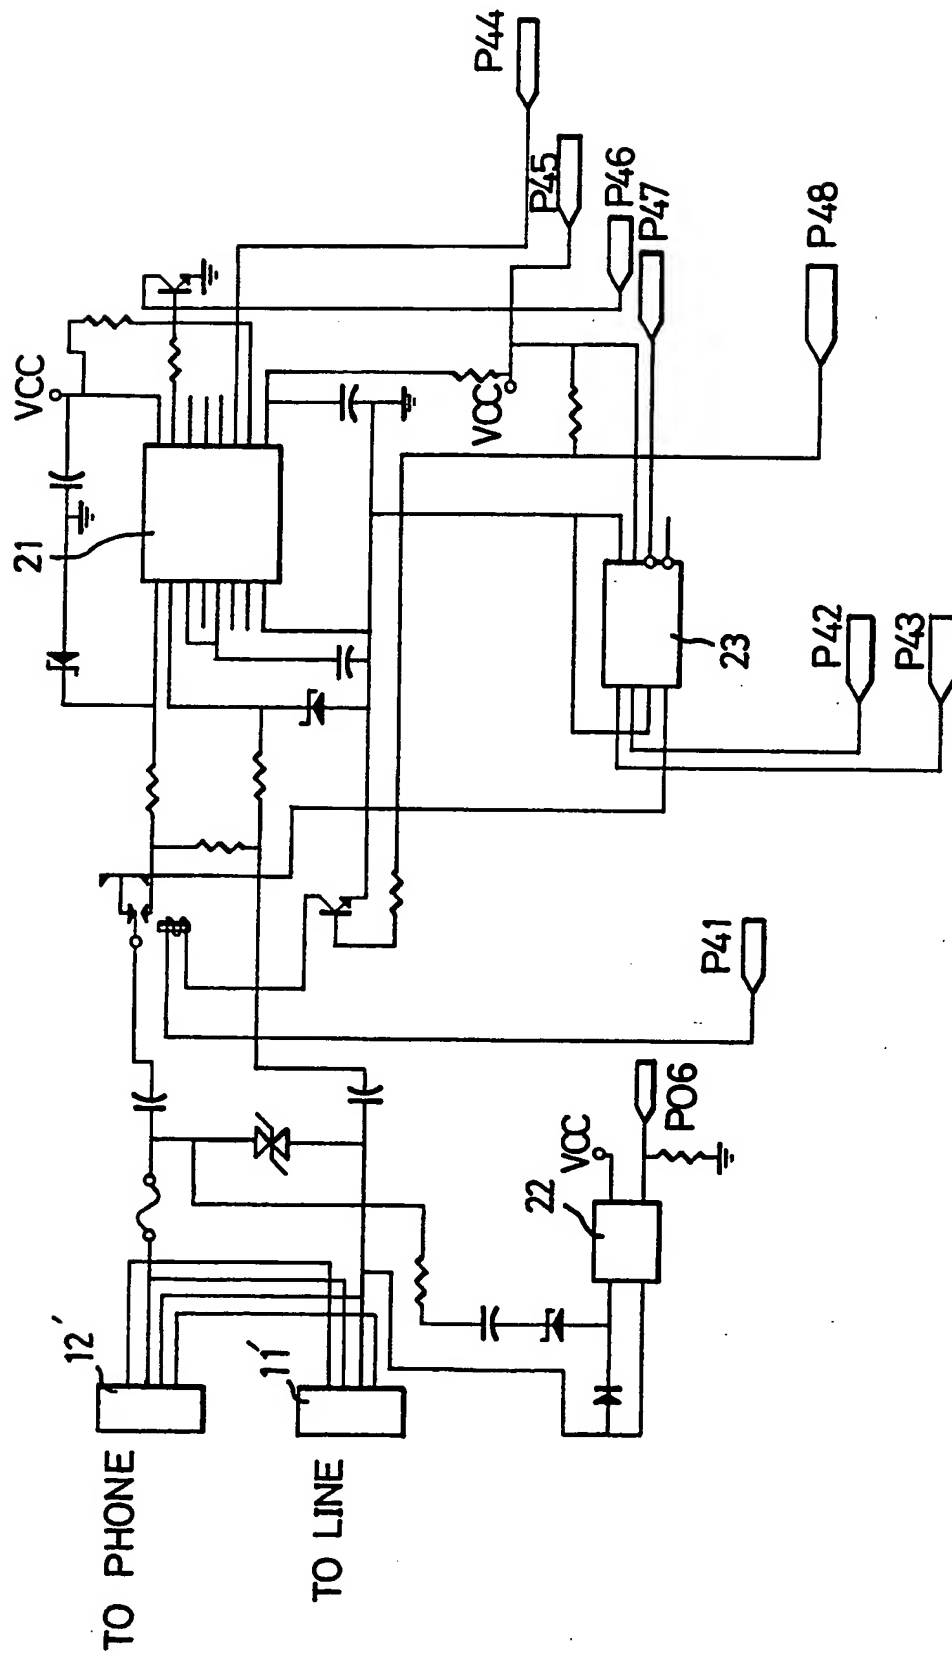 TO PHONE
12'
TO LINE
11'
21
VCC
P44
P45
P46
P47
VCC
P48
23
P42
P43
P41
VCC
22
P06